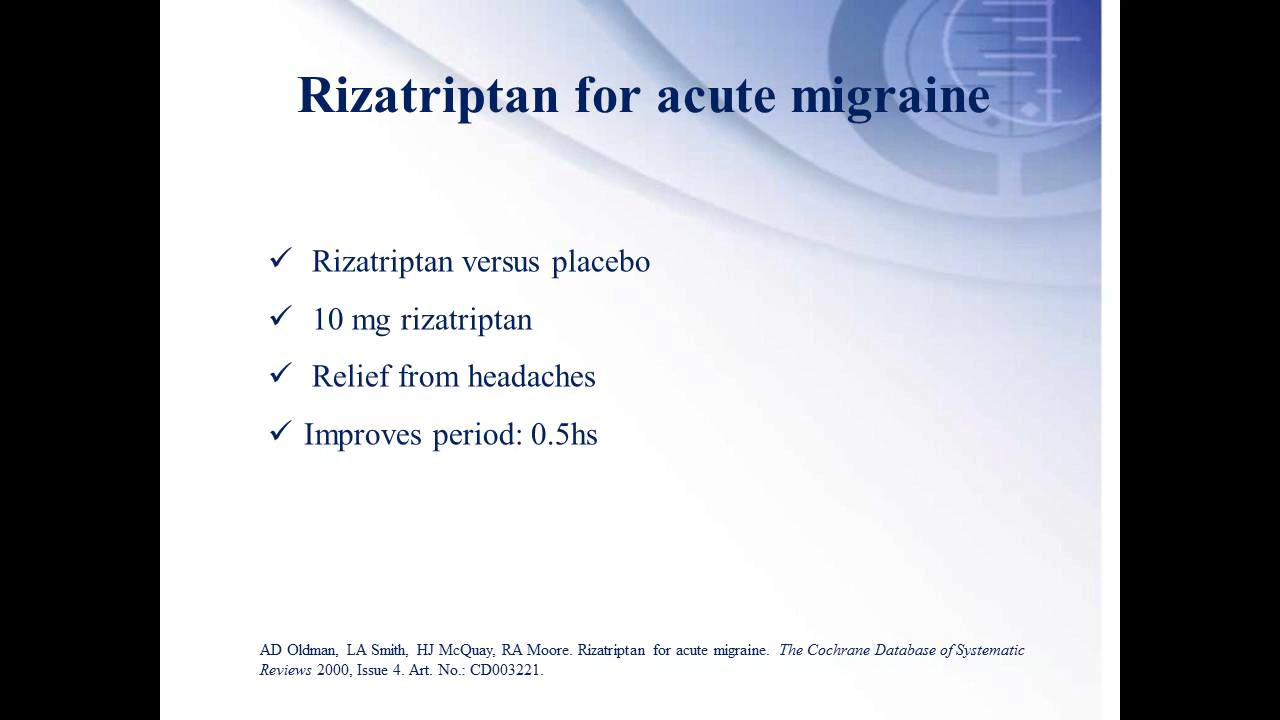 Rizatriptan for acute migraine
✓ Rizatriptan versus placebo
✓ 10 mg rizatriptan
✓ Relief from headaches
✓ Improves period: 0.5hs
AD Oldman, LA Smith, HJ McQuay, RA Moore. Rizatriptan for acute migraine. The Cochrane Database of Systematic
Reviews 2000, Issue 4. Art. No.: CD003221.